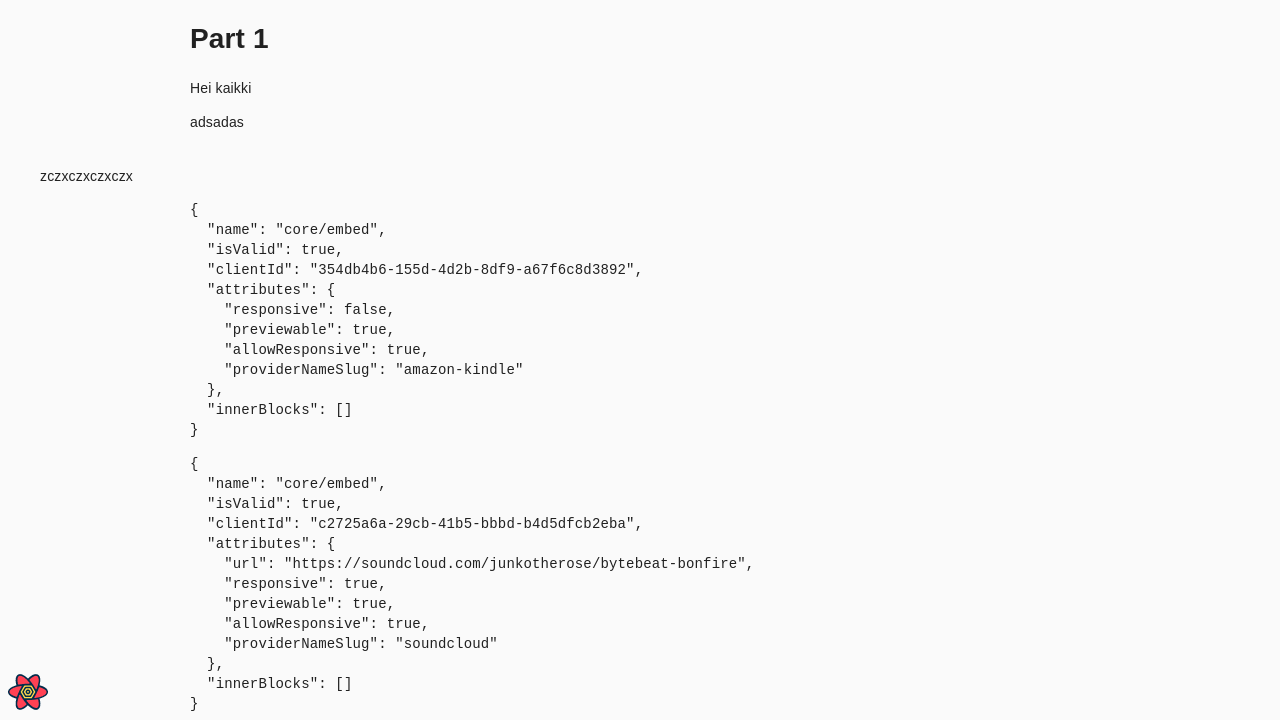 Part 1
Hei kaikki
adsadas
zczxczxczxczx
{
  "name": "core/embed",
  "isValid": true,
  "clientId": "354db4b6-155d-4d2b-8df9-a67f6c8d3892",
  "attributes": {
    "responsive": false,
    "previewable": true,
    "allowResponsive": true,
    "providerNameSlug": "amazon-kindle"
  },
  "innerBlocks": []
}
{
  "name": "core/embed",
  "isValid": true,
  "clientId": "c2725a6a-29cb-41b5-bbbd-b4d5dfcb2eba",
  "attributes": {
    "url": "https://soundcloud.com/junkotherose/bytebeat-bonfire",
    "responsive": true,
    "previewable": true,
    "allowResponsive": true,
    "providerNameSlug": "soundcloud"
  },
  "innerBlocks": []
}